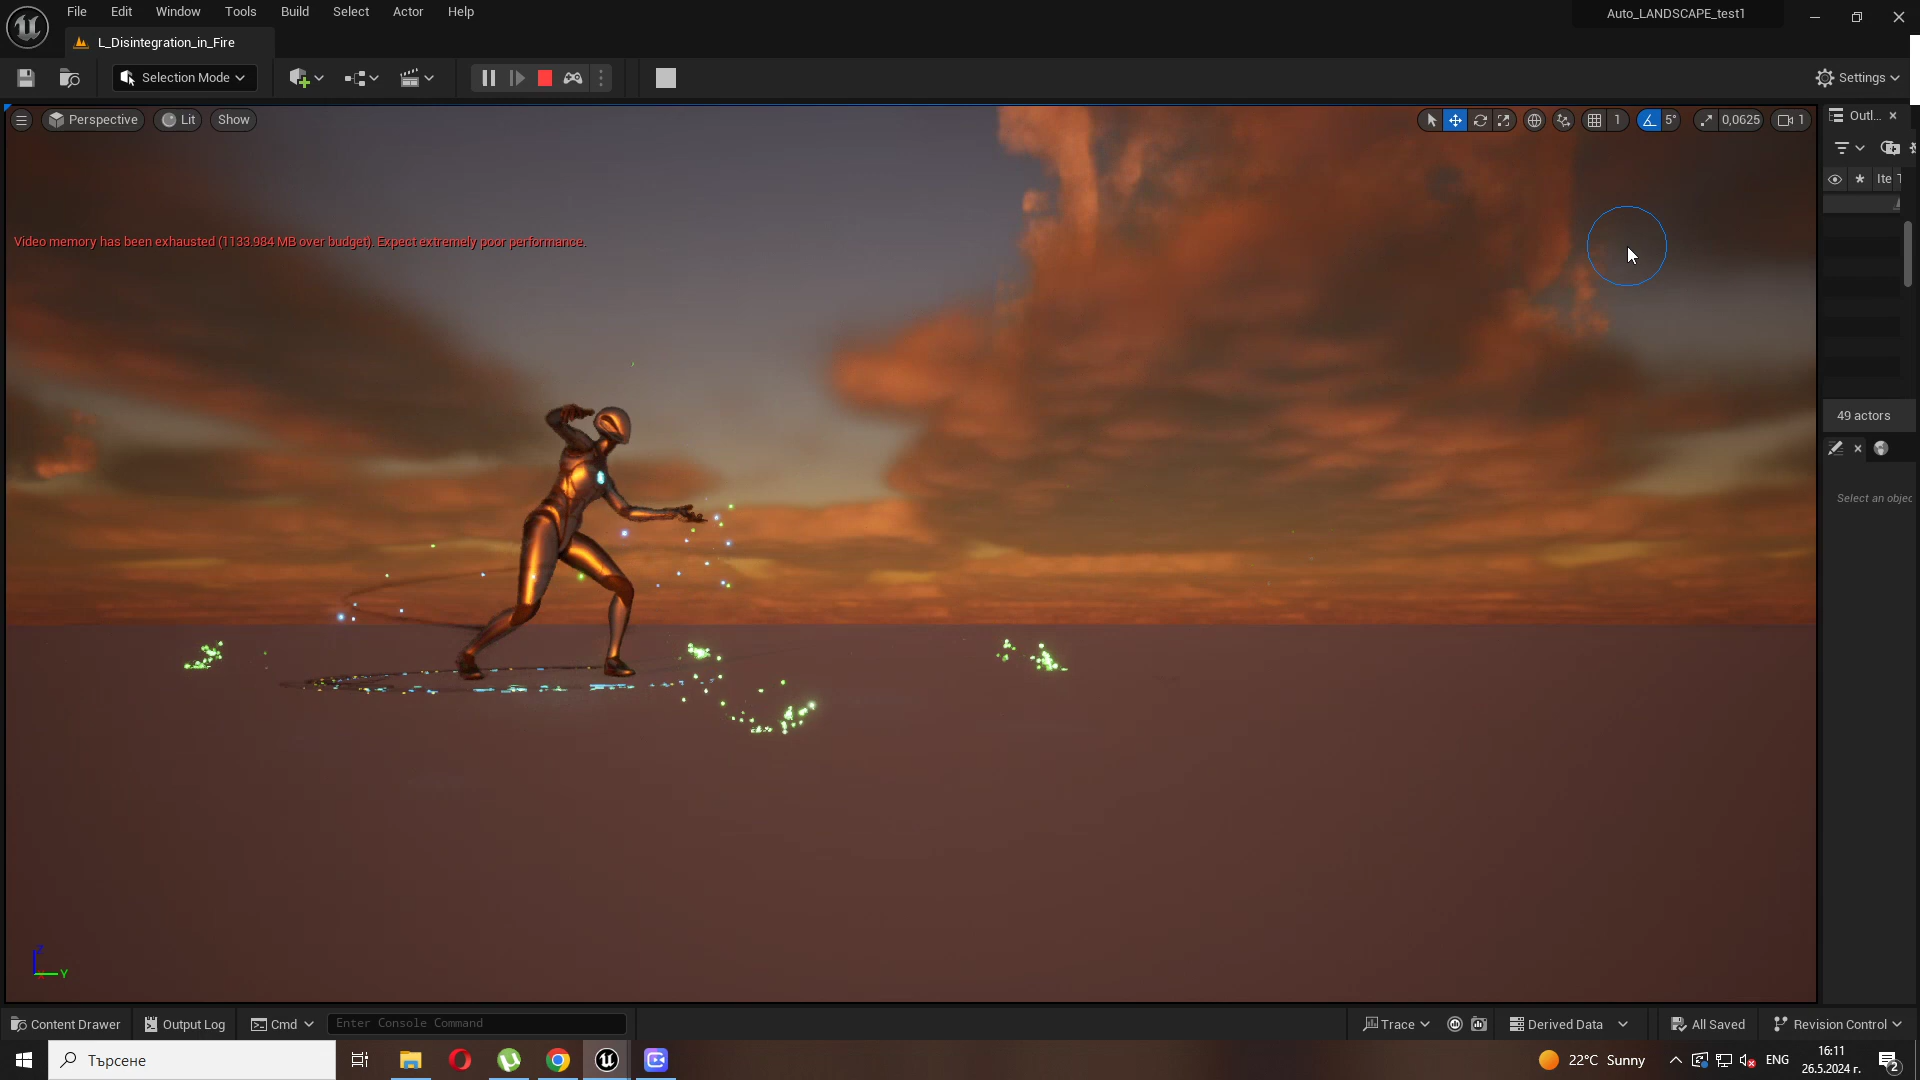 File Edit Window Tools Build Select Actor Help
Auto_LANDSCAPE_test1
L_Disintegration_in_Fire
Selection Mode
Settings
Perspective Lit Show
1 5° 0,0625 1
Outl...
Ite
Video memory has been exhausted (1133.984 MB over budget). Expect extremely poor performance.
49 actors
Select an objec
Z
Y
Content Drawer Output Log Cmd Enter Console Command Trace Derived Data All Saved Revision Control
Търсене
22°C Sunny
ENG
16:11
26.5.2024 г.
2